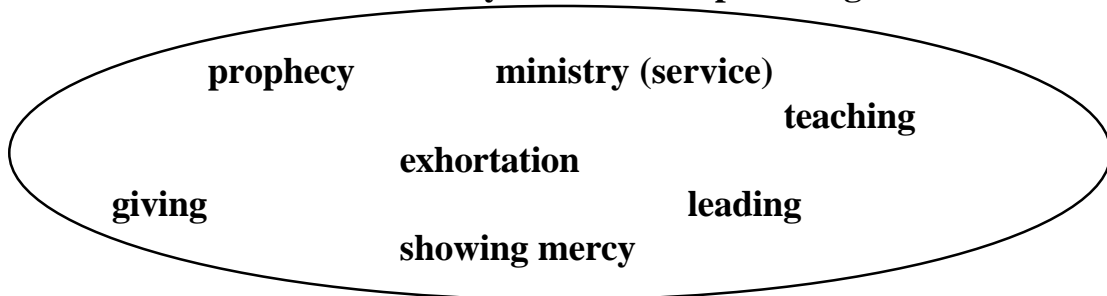 prophecy ministry (service)
teaching
exhortation
giving leading
showing mercy